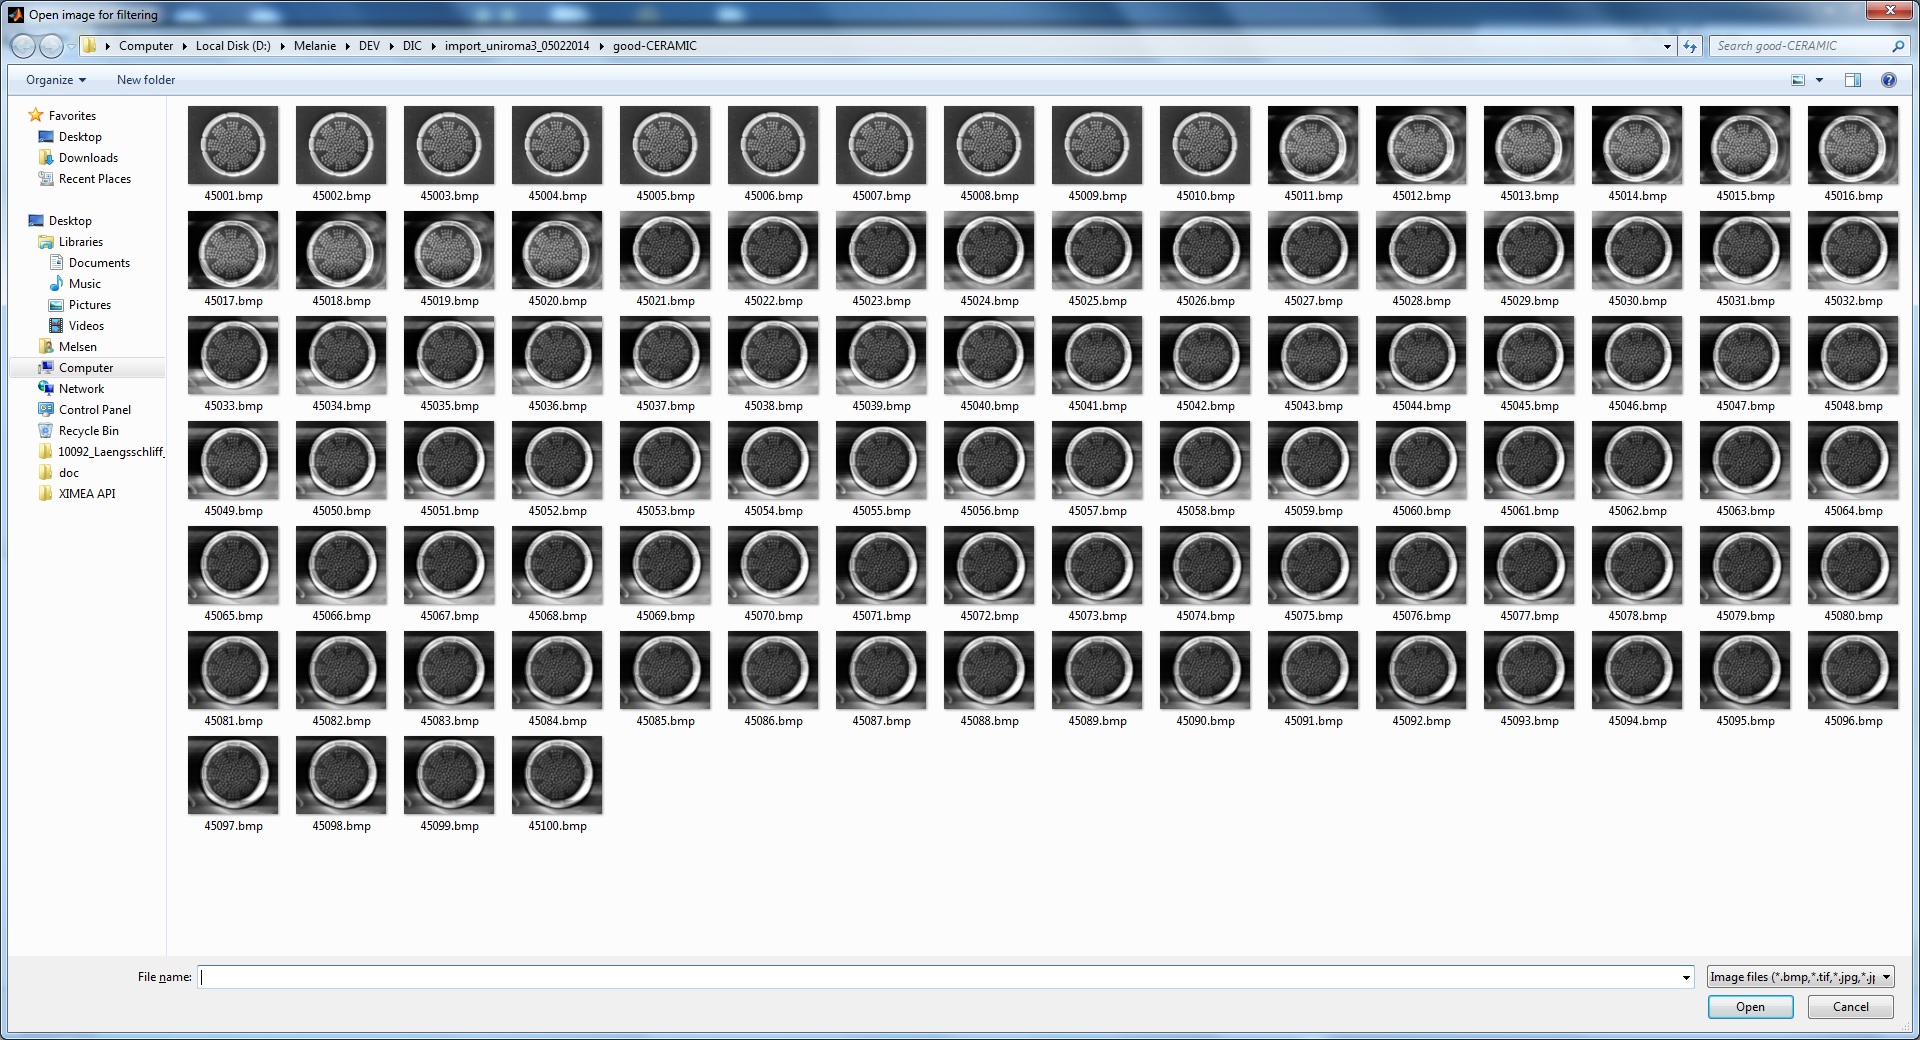 Open image for filtering
Computer Local Disk (D:) Melanie DEV DIC import_uniroma3_05022014 good-CERAMIC
Search good-CERAMIC
Organize New folder
Favorites
Desktop
Downloads
Recent Places
Desktop
Libraries
Documents
Music
Pictures
Videos
Melsen
Computer
Network
Control Panel
Recycle Bin
10092_Laengsschliff_
doc
XIMEA API
45001.bmp 45002.bmp 45003.bmp 45004.bmp 45005.bmp 45006.bmp 45007.bmp 45008.bmp 45009.bmp 45010.bmp 45011.bmp 45012.bmp 45013.bmp 45014.bmp 45015.bmp 45016.bmp
45017.bmp 45018.bmp 45019.bmp 45020.bmp 45021.bmp 45022.bmp 45023.bmp 45024.bmp 45025.bmp 45026.bmp 45027.bmp 45028.bmp 45029.bmp 45030.bmp 45031.bmp 45032.bmp
45033.bmp 45034.bmp 45035.bmp 45036.bmp 45037.bmp 45038.bmp 45039.bmp 45040.bmp 45041.bmp 45042.bmp 45043.bmp 45044.bmp 45045.bmp 45046.bmp 45047.bmp 45048.bmp
45049.bmp 45050.bmp 45051.bmp 45052.bmp 45053.bmp 45054.bmp 45055.bmp 45056.bmp 45057.bmp 45058.bmp 45059.bmp 45060.bmp 45061.bmp 45062.bmp 45063.bmp 45064.bmp
45065.bmp 45066.bmp 45067.bmp 45068.bmp 45069.bmp 45070.bmp 45071.bmp 45072.bmp 45073.bmp 45074.bmp 45075.bmp 45076.bmp 45077.bmp 45078.bmp 45079.bmp 45080.bmp
45081.bmp 45082.bmp 45083.bmp 45084.bmp 45085.bmp 45086.bmp 45087.bmp 45088.bmp 45089.bmp 45090.bmp 45091.bmp 45092.bmp 45093.bmp 45094.bmp 45095.bmp 45096.bmp
45097.bmp 45098.bmp 45099.bmp 45100.bmp
File name:
Image files (*.bmp,*.tif,*.jpg,*.jp
Open Cancel